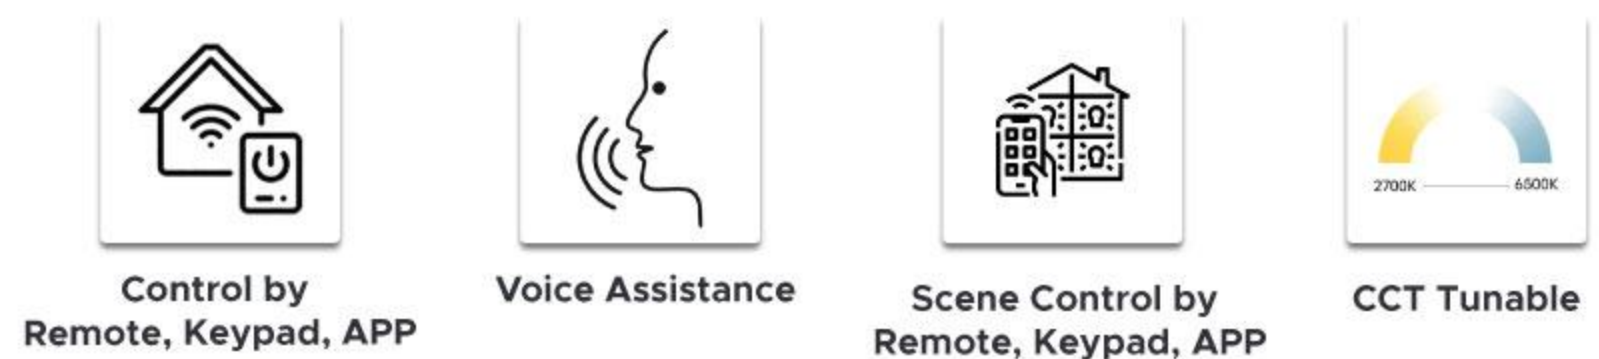 2700K
6500K
Control by
Remote, Keypad, APP
Voice Assistance
Scene Control by
Remote, Keypad, APP
CCT Tunable